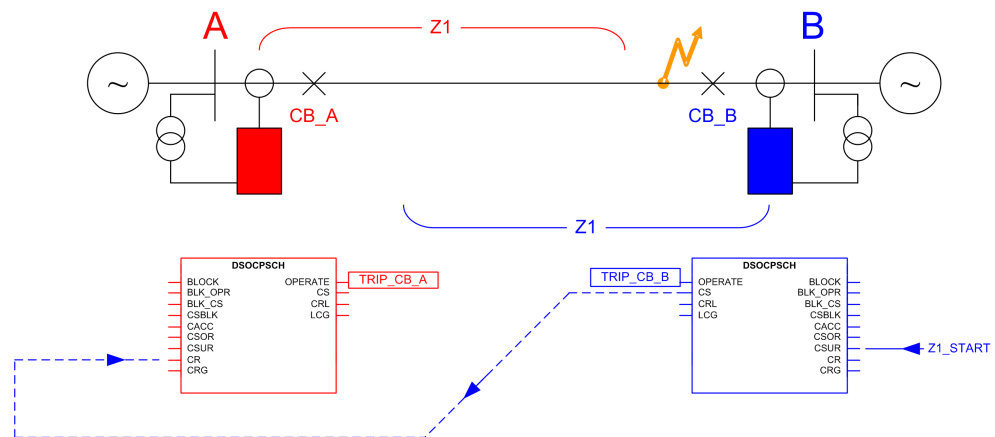 A
B
Z1
~
~
CB_A
CB_B
Z1
DSOCPSCH
BLOCK
BLK_OPR
BLK_CS
CSBLK
CACC
CSOR
CSUR
CR
CRG
OPERATE
CS
CRL
LCG
TRIP_CB_A
TRIP_CB_B
DSOCPSCH
OPERATE
CS
CRL
LCG
BLOCK
BLK_OPR
BLK_CS
CSBLK
CACC
CSOR
CSUR
CR
CRG
Z1_START